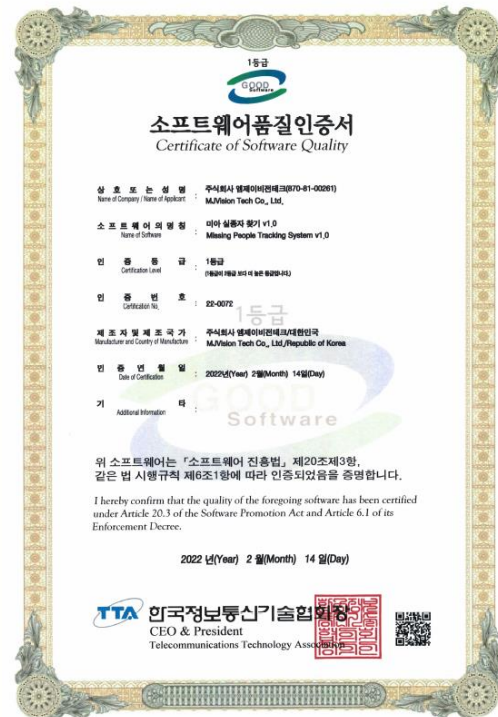 1등급
GOOD
Software
소프트웨어품질인증서
Certificate of Software Quality
상 호 또 는 성 명 : 주식회사 엠제이비전테크(870-81-00261)
Name of Company / Name of Applicant MJVision Tech Co., Ltd.
소 프 트 웨 어 의 명 칭 : 미아 실종자 찾기 v1.0
Name of Software Missing People Tracking System v1.0
인 증 등 급 : 1등급
Certification Level (1등급이 2등급 보다 더 높은 등급입니다.)
인 증 번 호 : 22-0072
Certification No.
1등급
제 조 자 및 제 조 국 가 : 주식회사 엠제이비전테크/대한민국
Manufacturer and Country of Manufacture MJVision Tech Co., Ltd./Republic of Korea
인 증 연 월 일 : 2022년(Year) 2월(Month) 14일(Day)
Date of Certification
기 타 :
Additional Information
GOOD
Software
위 소프트웨어는 「소프트웨어 진흥법」 제20조제3항,
같은 법 시행규칙 제6조1항에 따라 인증되었음을 증명합니다.
I hereby confirm that the quality of the foregoing software has been certified
under Article 20.3 of the Software Promotion Act and Article 6.1 of its
Enforcement Decree.
2022 년(Year) 2 월(Month) 14 일(Day)
TTA 한국정보통신기술협회장
CEO & President
Telecommunications Technology Association